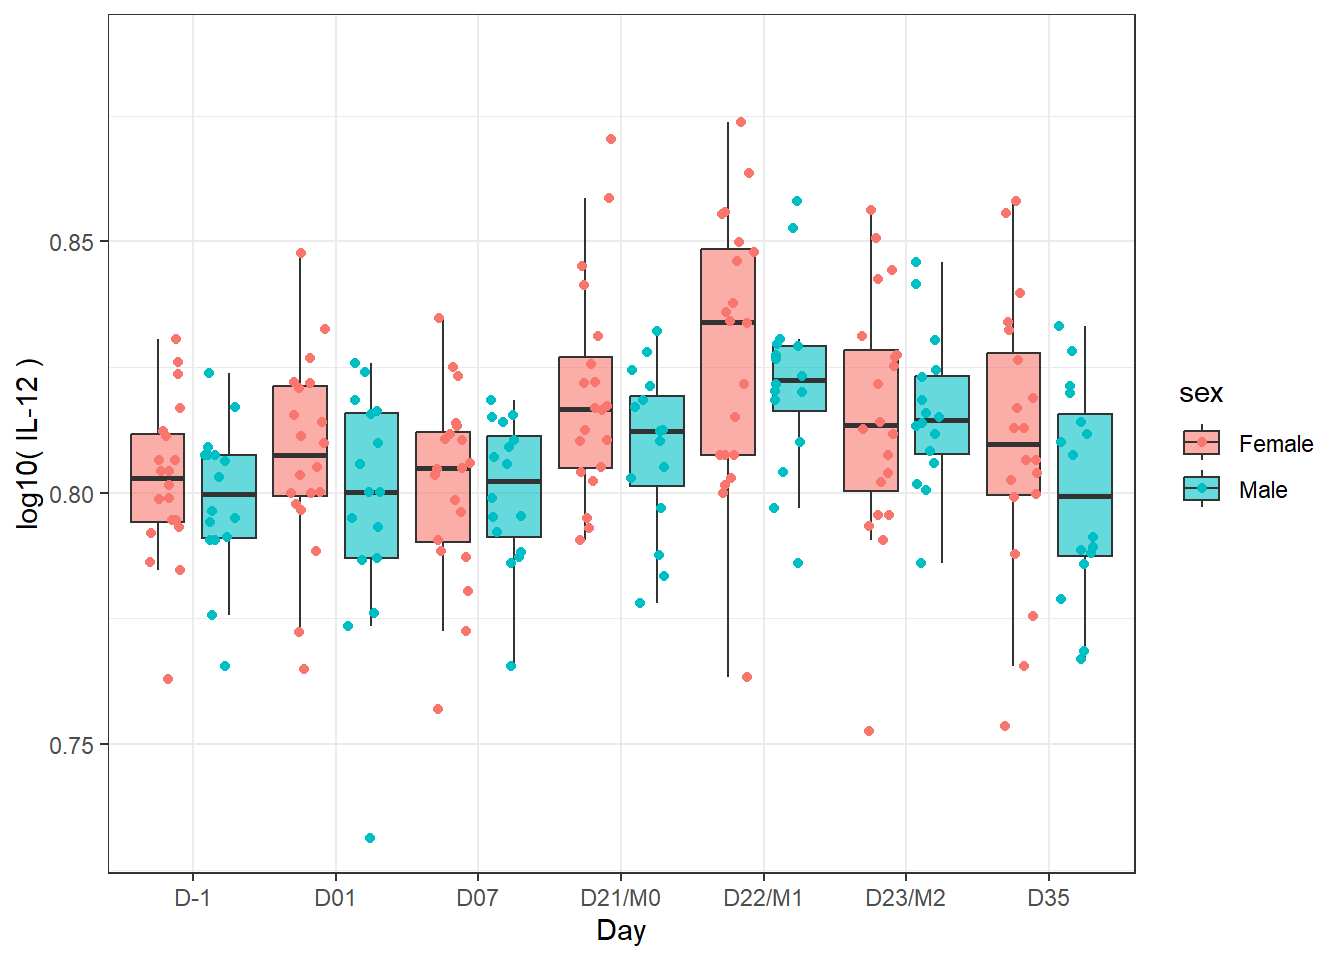 log10( IL-12 )
0.85
0.80
0.75
D-1 D01 D07 D21/M0 D22/M1 D23/M2 D35
Day
sex
Female
Male